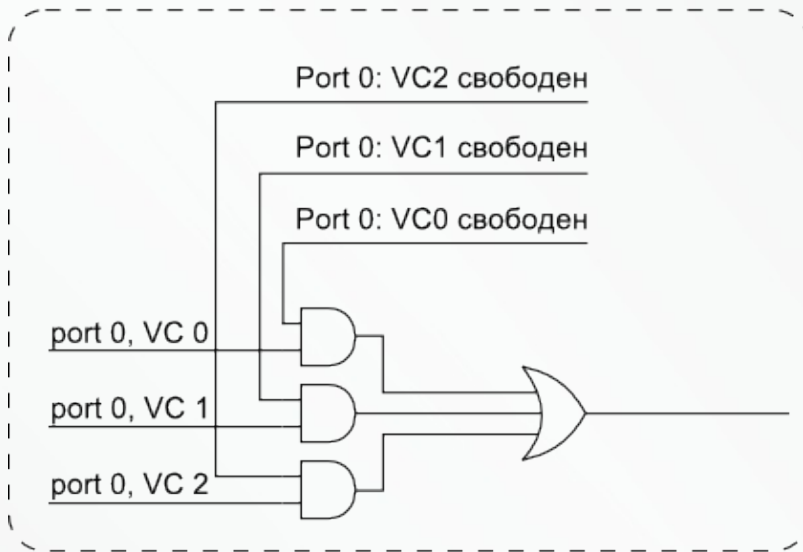 Port 0: VC2 свободен
Port 0: VC1 свободен
Port 0: VC0 свободен
port 0, VC 0
port 0, VC 1
port 0, VC 2